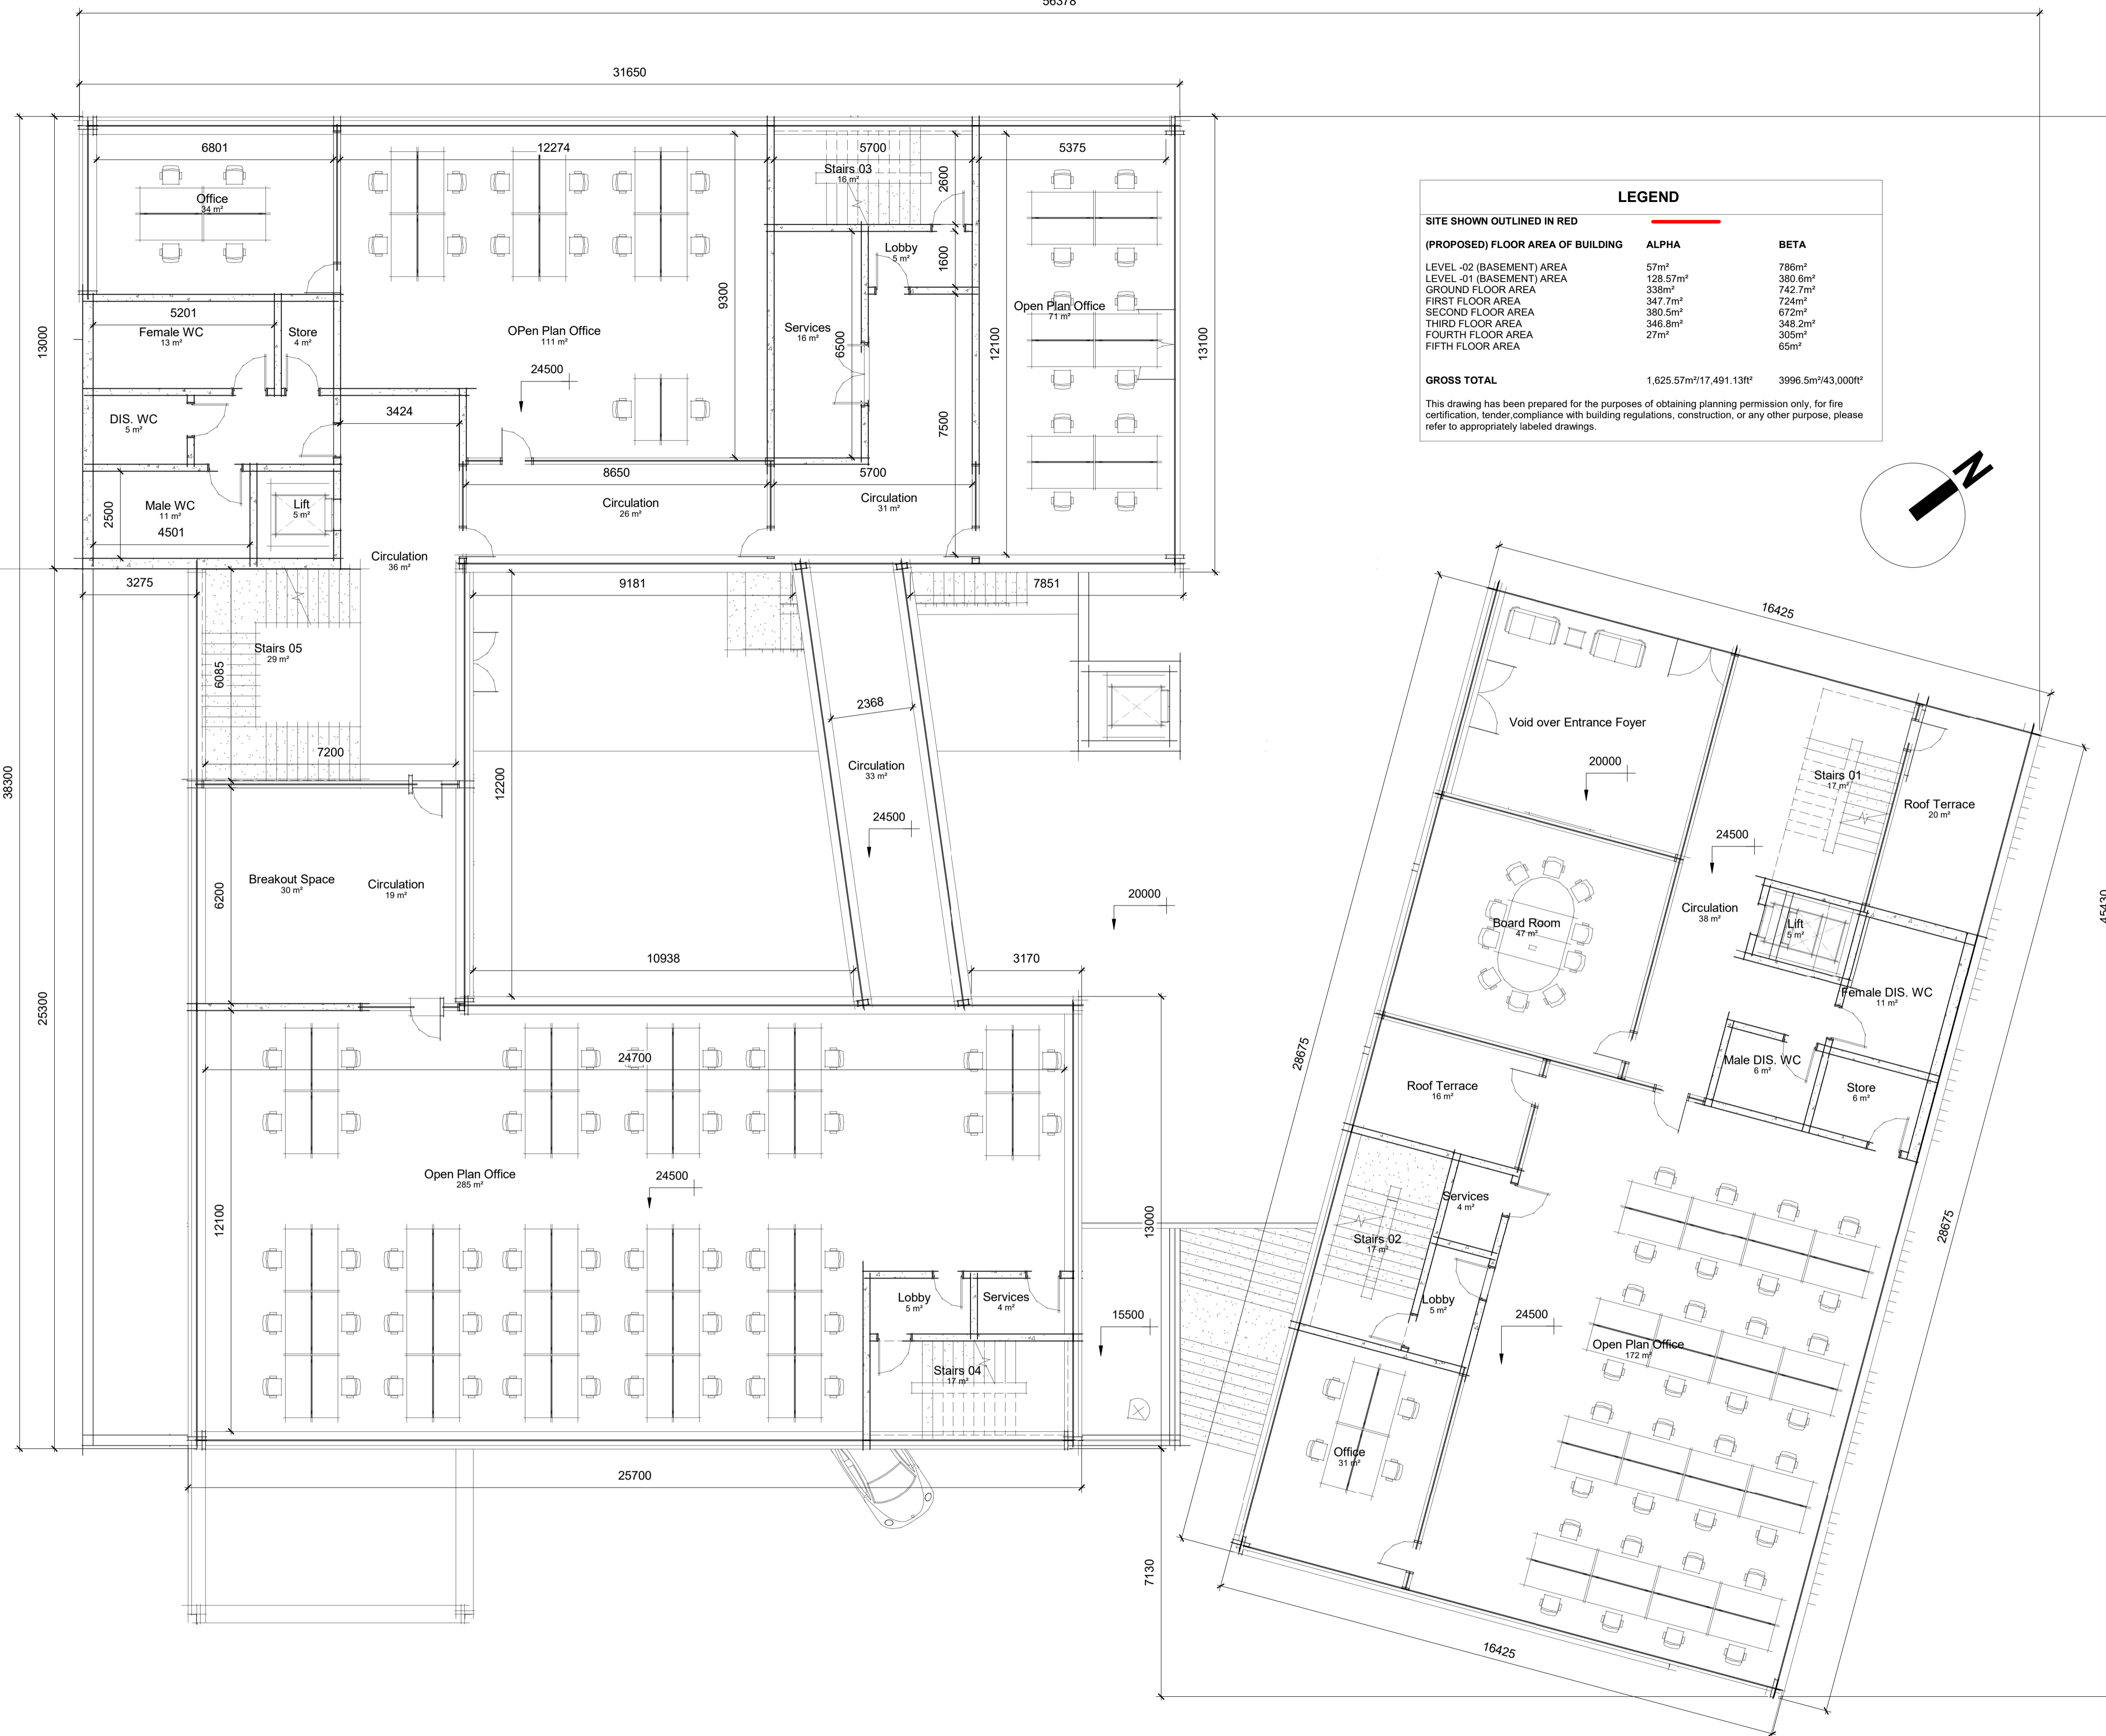 56378
31650
6801
12274
5700
5375
Office
34 m²
Stairs 03
16 m²
2600
Lobby
5 m²
1600
Open Plan Office
71 m²
9300
5201
Female WC
13 m²
Store
4 m²
OPen Plan Office
111 m²
24500
Services
16 m²
6500
12100
13100
13000
DIS. WC
5 m²
3424
7500
8650
5700
Circulation
26 m²
Circulation
31 m²
2500
Male WC
11 m²
4501
Lift
5 m²
Circulation
36 m²
3275
9181
7851
Stairs 05
29 m²
6085
7200
2368
12200
Circulation
33 m²
24500
38300
6200
Breakout Space
30 m²
Circulation
19 m²
20000
10938
3170
25300
24700
Open Plan Office
285 m²
24500
12100
13000
Lobby
5 m²
Services
4 m²
15500
Stairs 04
17 m²
25700
7130
LEGEND
SITE SHOWN OUTLINED IN RED
(PROPOSED) FLOOR AREA OF BUILDING ALPHA BETA
LEVEL -02 (BASEMENT) AREA 57m² 786m²
LEVEL -01 (BASEMENT) AREA 128.57m² 380.6m²
GROUND FLOOR AREA 338m² 742.7m²
FIRST FLOOR AREA 347.7m² 724m²
SECOND FLOOR AREA 380.5m² 672m²
THIRD FLOOR AREA 346.8m² 348.2m²
FOURTH FLOOR AREA 27m² 305m²
FIFTH FLOOR AREA 65m²
GROSS TOTAL 1,625.57m²/17,491.13ft² 3996.5m²/43,000ft²
This drawing has been prepared for the purposes of obtaining planning permission only, for fire
certification, tender,compliance with building regulations, construction, or any other purpose, please
refer to appropriately labeled drawings.
N
16425
Void over Entrance Foyer
20000
Stairs 01
17 m²
Roof Terrace
20 m²
24500
Board Room
47 m²
Circulation
38 m²
Lift
5 m²
45430
Female DIS. WC
11 m²
28675
Male DIS. WC
6 m²
Store
6 m²
Roof Terrace
16 m²
Services
4 m²
Stairs 02
17 m²
28675
Lobby
5 m²
24500
Open Plan Office
172 m²
Office
31 m²
16425